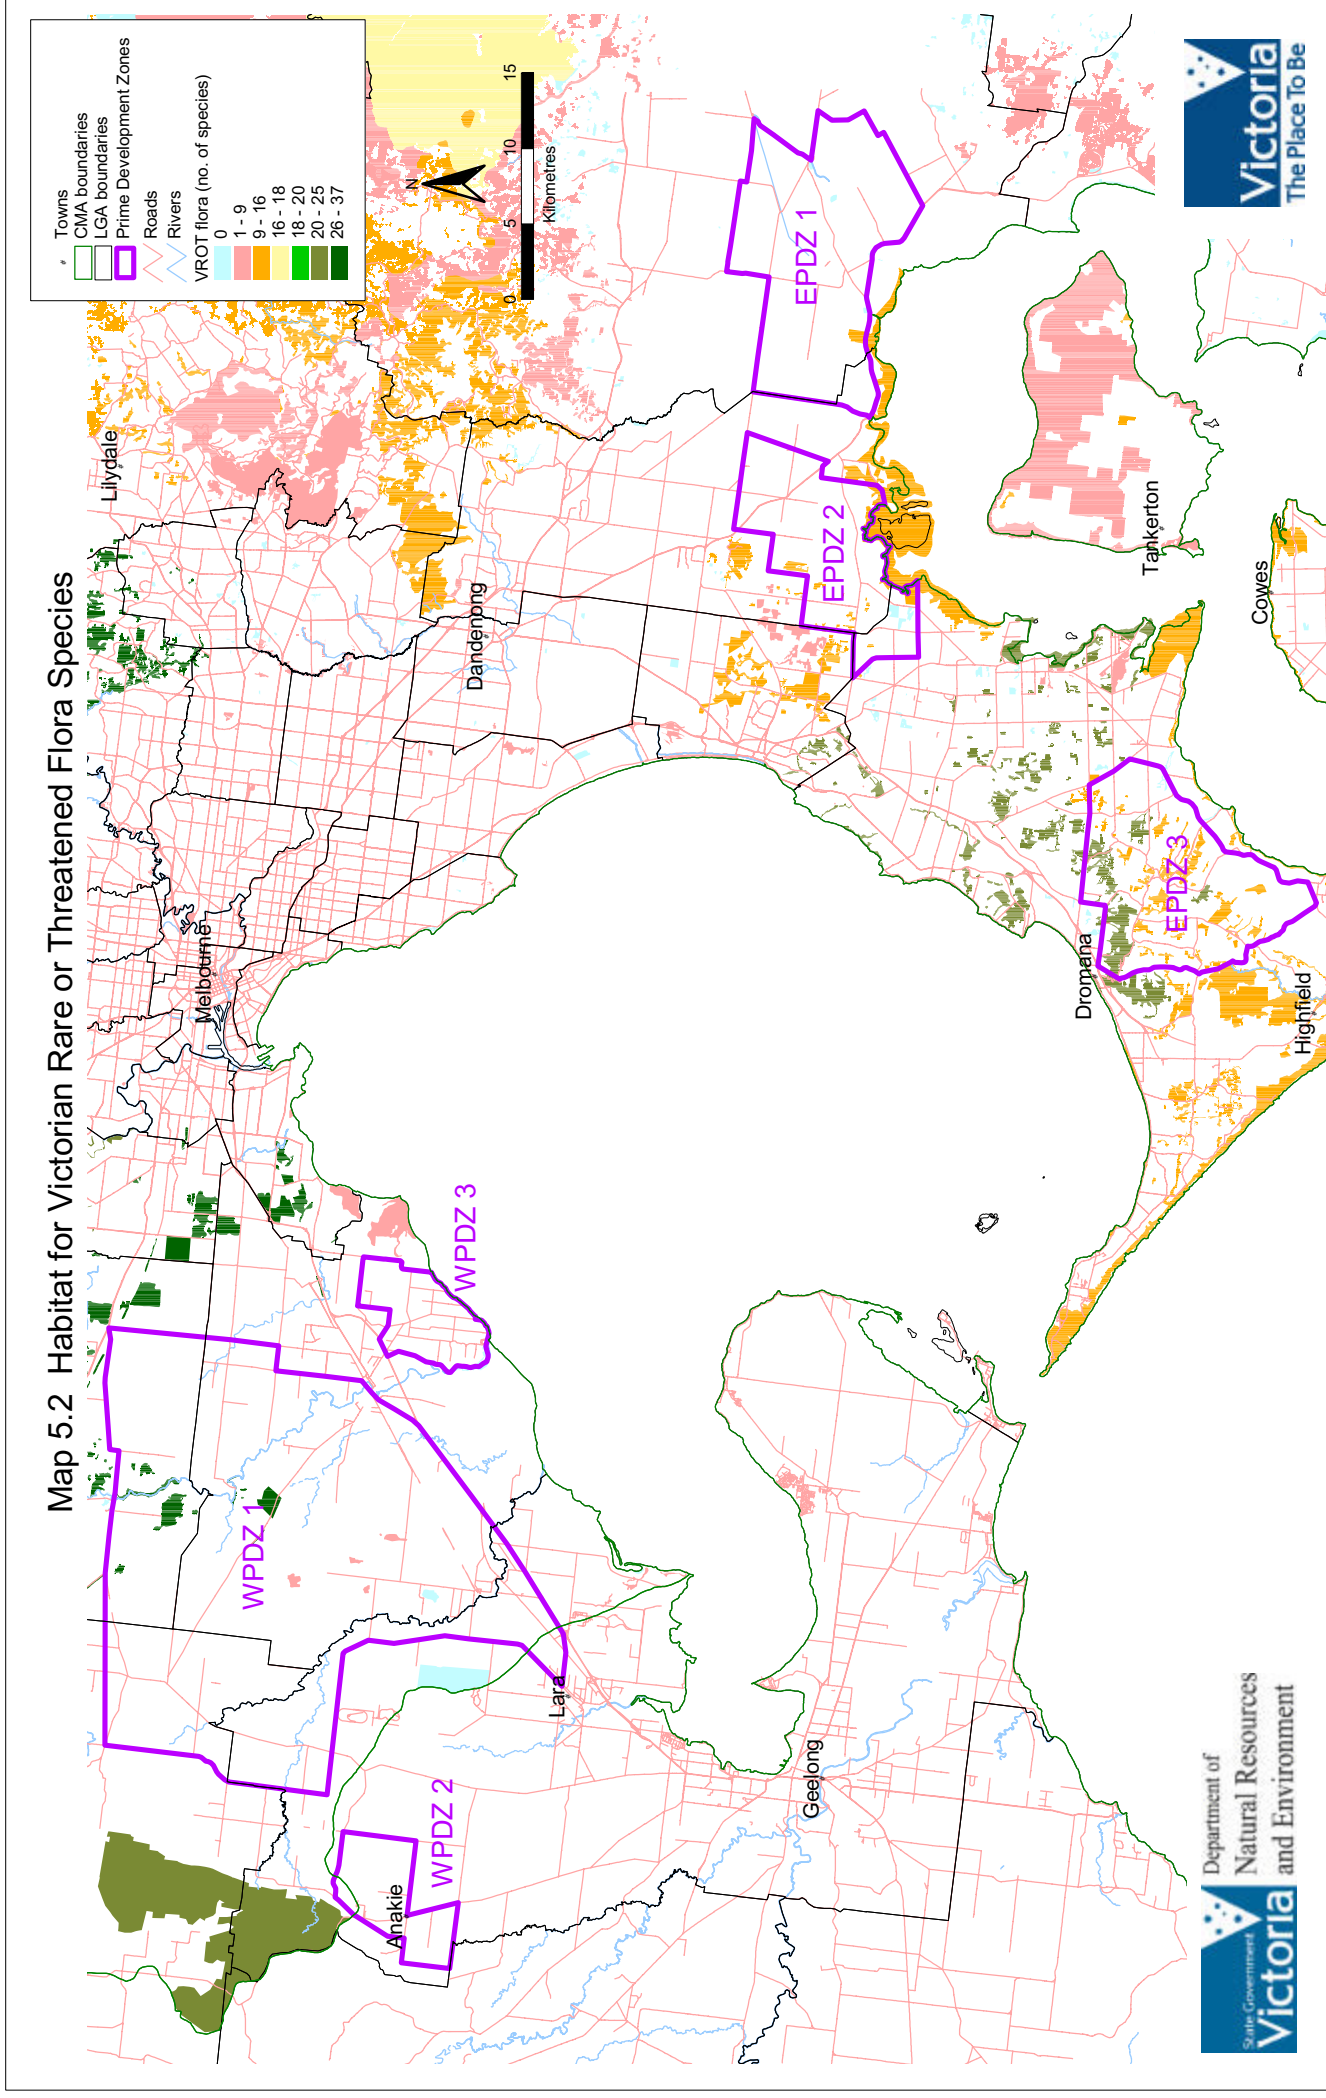 Map 5.2 Habitat for Victorian Rare or Threatened Flora Species
Towns
CMA boundaries
LGA boundaries
Prime Development Zones
Roads
Rivers
VROT filora (no. of species)
0
1 - 9
9 - 16
16 - 18
18 - 20
20 - 25
26 - 37
N
0 5 10 15
Kilometres
Lilydale
Melbourne
Dandenong
WPDZ 1
WPDZ 2
WPDZ 3
Anakie
Lara
Geelong
EPDZ 1
EPDZ 2
EPDZ 3
Dromana
Tankerton
Cowes
Highfield
State Government
Victoria
Department of
Natural Resources
and Environment
Victoria
The Place To Be